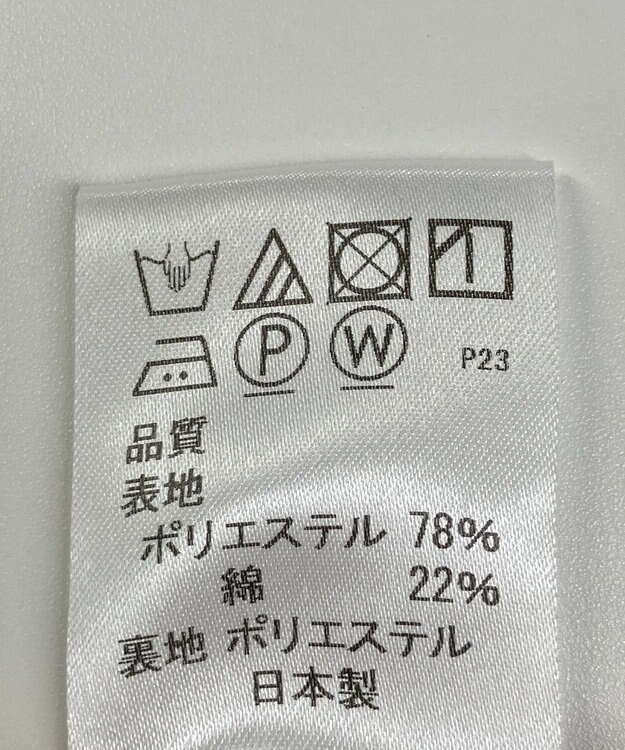 P W P23
品質
表地
ポリエステル 78%
綿 22%
裏地 ポリエステル
日本製